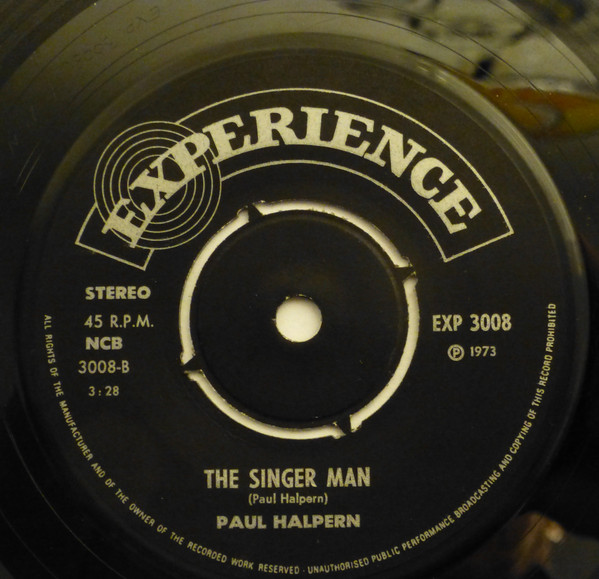 EXPERIENCE
STEREO
45 R.P.M.
NCB
3008-B
3:28
EXP 3008
℗ 1973
THE SINGER MAN
(Paul Halpern)
PAUL HALPERN
ALL RIGHTS OF THE MANUFACTURER AND OF THE OWNER OF THE RECORDED WORK RESERVED · UNAUTHORISED PUBLIC PERFORMANCE BROADCASTING AND COPYING OF THIS RECORD PROHIBITED